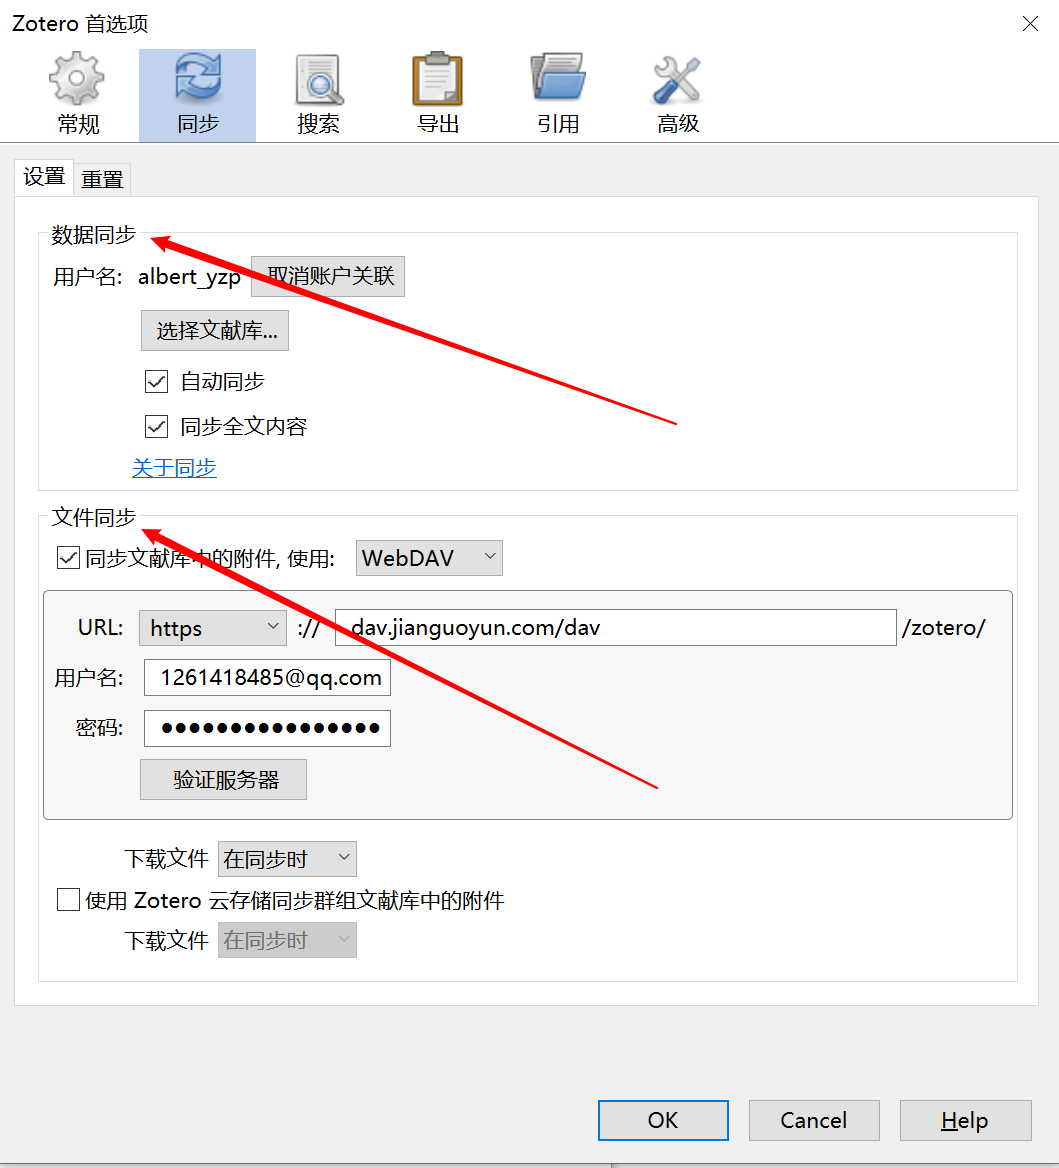 Zotero 首选项
常规 同步 搜索 导出 引用 高级
设置 重置
数据同步
用户名: albert_yzp 取消账户关联
选择文献库...
自动同步
同步全文内容
关于同步
文件同步
同步文献库中的附件, 使用: WebDAV
URL: https :// dav.jianguoyun.com/dav /zotero/
用户名: 1261418485@qq.com
密码: ●●●●●●●●●●●●●●●●
验证服务器
下载文件 在同步时
使用 Zotero 云存储同步群组文献库中的附件
下载文件 在同步时
OK Cancel Help